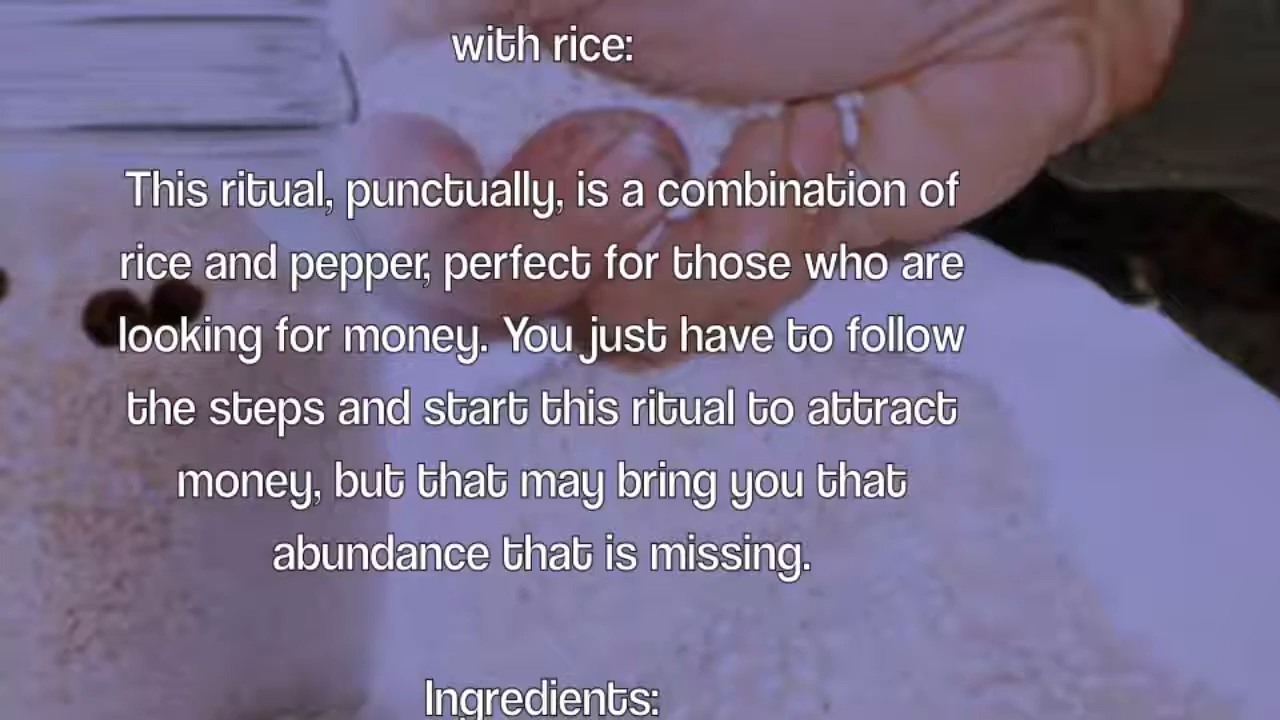 with rice:
This ritual, punctually, is a combination of
rice and pepper, perfect for those who are
looking for money. You just have to follow
the steps and start this ritual to attract
money, but that may bring you that
abundance that is missing.
Ingredients: